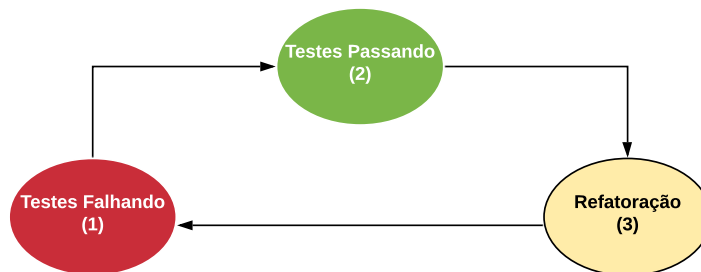 Testes Passando
(2)
Testes Falhando
(1)
Refatoração
(3)